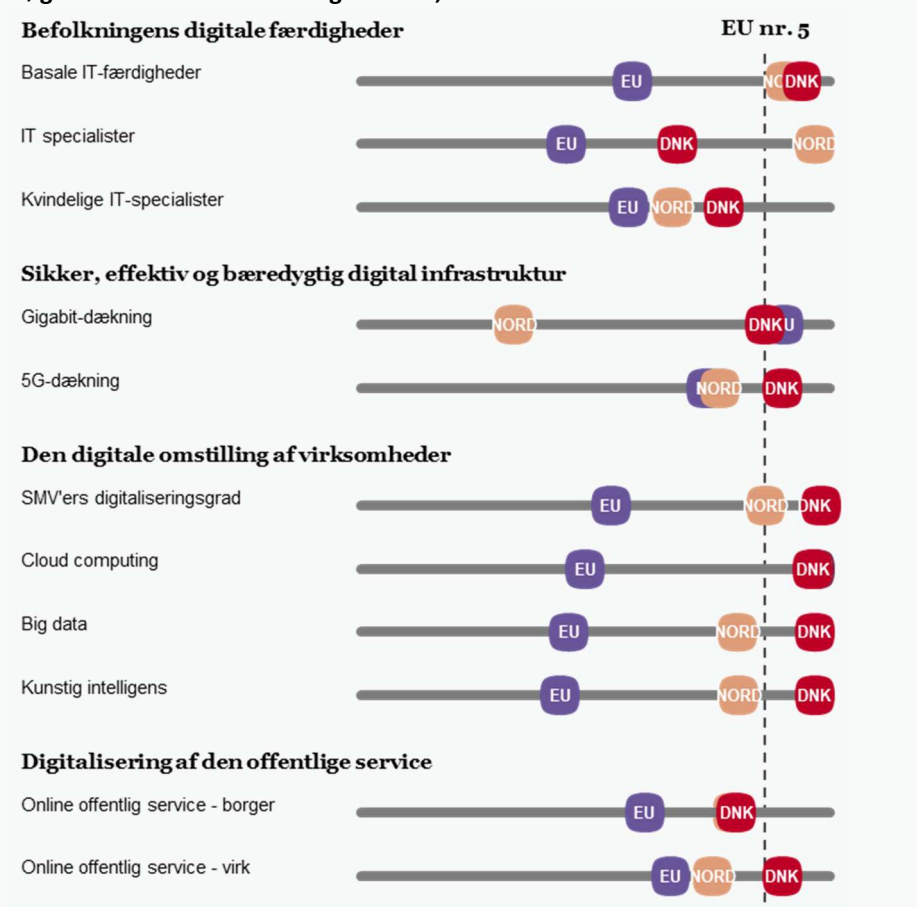 Befolkningens digitale færdigheder
EU nr. 5
Basale IT-færdigheder
EU
DNK
IT specialister
EU
DNK
NORD
Kvindelige IT-specialister
EU
NORD
DNK
Sikker, effektiv og bæredygtig digital infrastruktur
Gigabit-dækning
NORD
DNK
U
5G-dækning
NORD
DNK
Den digitale omstilling af virksomheder
SMV'ers digitaliseringsgrad
EU
NORD
DNK
Cloud computing
EU
DNK
Big data
EU
NORD
DNK
Kunstig intelligens
EU
NORD
DNK
Digitalisering af den offentlige service
Online offentlig service - borger
EU
DNK
Online offentlig service - virk
EU
NORD
DNK